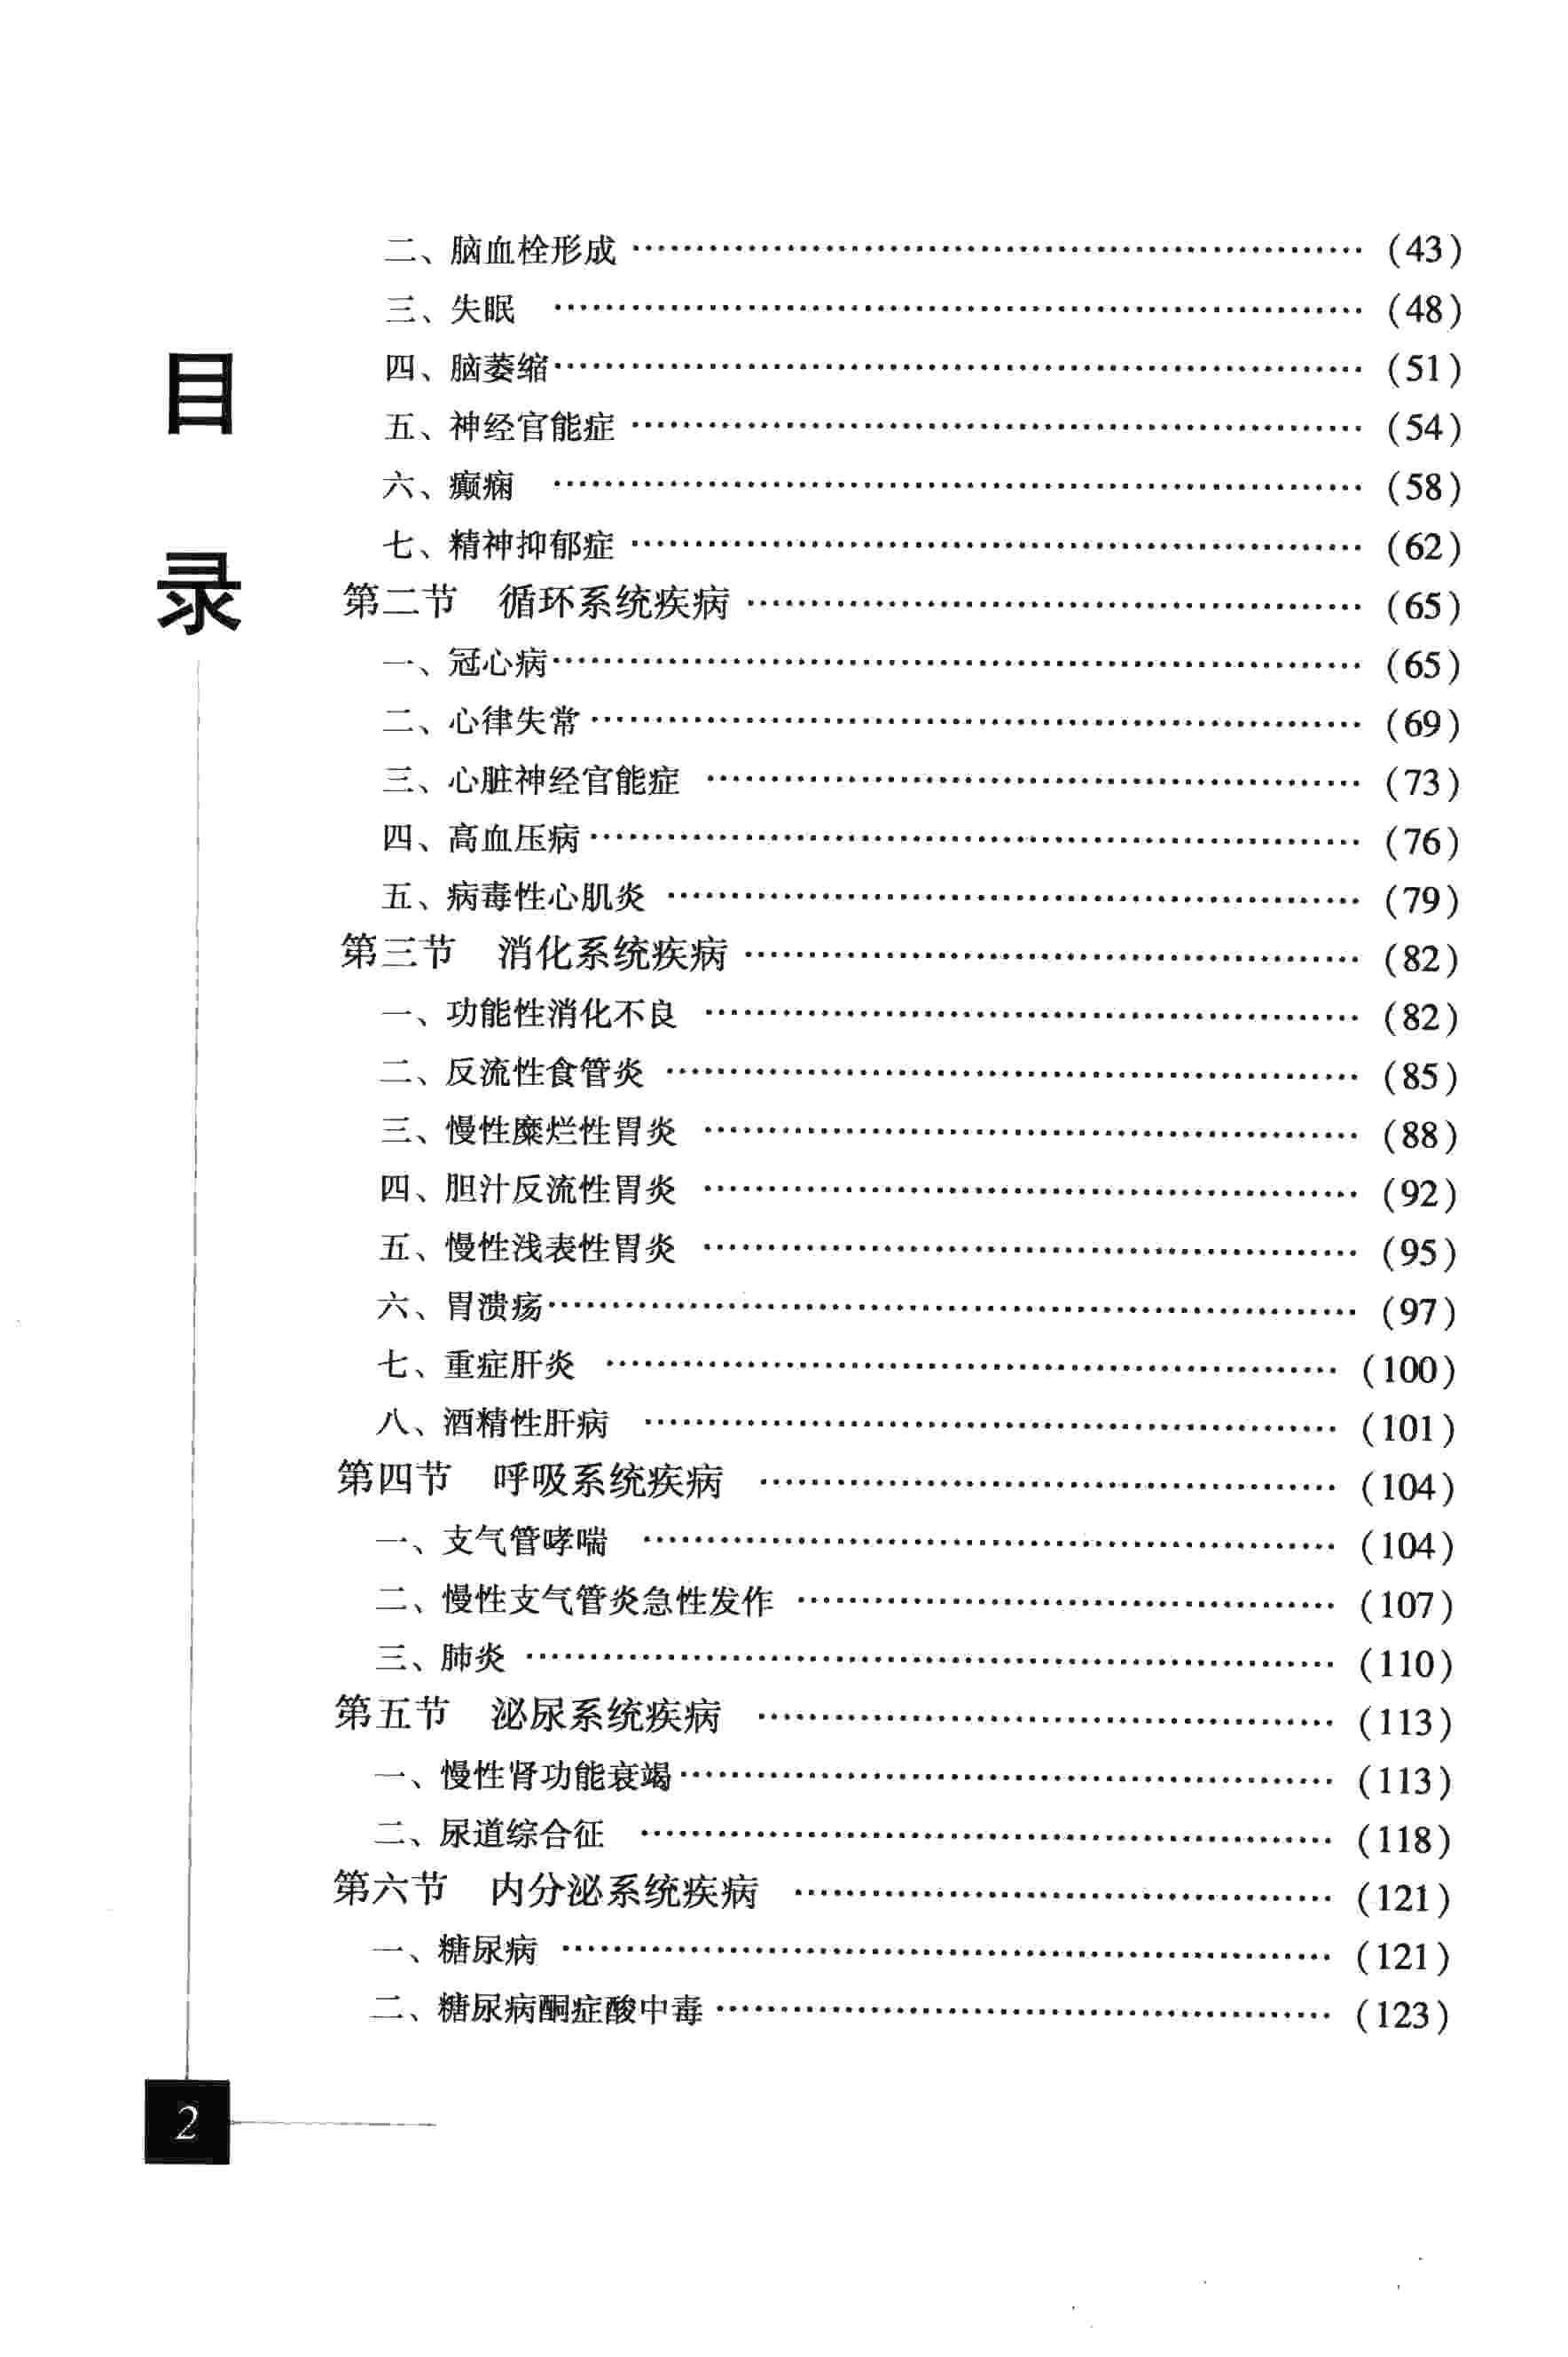 目
录
二、脑血栓形成 …………………………………………… (43)
三、失眠 …………………………………………… (48)
四、脑萎缩…………………………………………… (51)
五、神经官能症 …………………………………………… (54)
六、癫痫 …………………………………………… (58)
七、精神抑郁症 …………………………………………… (62)
第二节 循环系统疾病 …………………………………………… (65)
一、冠心病…………………………………………… (65)
二、心律失常 …………………………………………… (69)
三、心脏神经官能症 …………………………………………… (73)
四、高血压病 …………………………………………… (76)
五、病毒性心肌炎 …………………………………………… (79)
第三节 消化系统疾病 …………………………………………… (82)
一、功能性消化不良 …………………………………………… (82)
二、反流性食管炎 …………………………………………… (85)
三、慢性糜烂性胃炎 …………………………………………… (88)
四、胆汁反流性胃炎 …………………………………………… (92)
五、慢性浅表性胃炎 …………………………………………… (95)
六、胃溃疡…………………………………………… (97)
七、重症肝炎 …………………………………………… (100)
八、酒精性肝病 …………………………………………… (101)
第四节 呼吸系统疾病 …………………………………………… (104)
一、支气管哮喘 …………………………………………… (104)
二、慢性支气管炎急性发作 …………………………………………… (107)
三、肺炎 …………………………………………… (110)
第五节 泌尿系统疾病 …………………………………………… (113)
一、慢性肾功能衰竭…………………………………………… (113)
二、尿道综合征 …………………………………………… (118)
第六节 内分泌系统疾病 …………………………………………… (121)
一、糖尿病 …………………………………………… (121)
二、糖尿病酮症酸中毒 …………………………………………… (123)
2